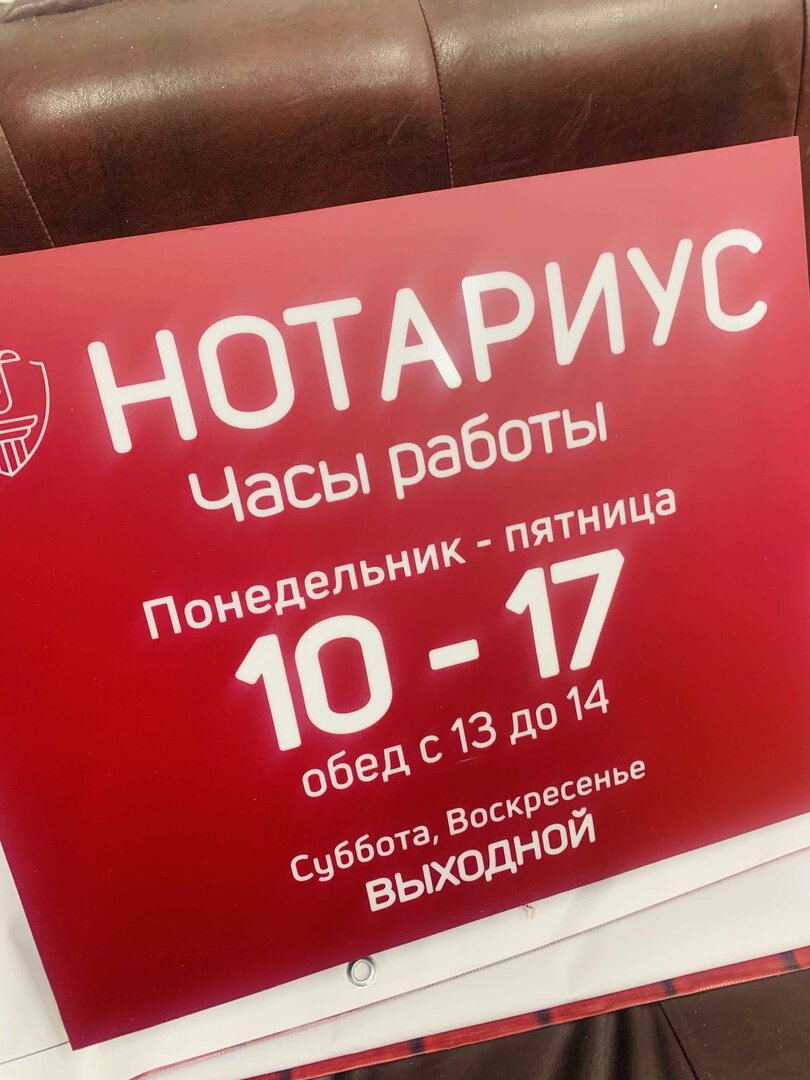 НОТАРИУС
Часы работы
Понедельник - пятница
10 - 17
обед с 13 до 14
Суббота, Воскресенье
ВЫХОДНОЙ